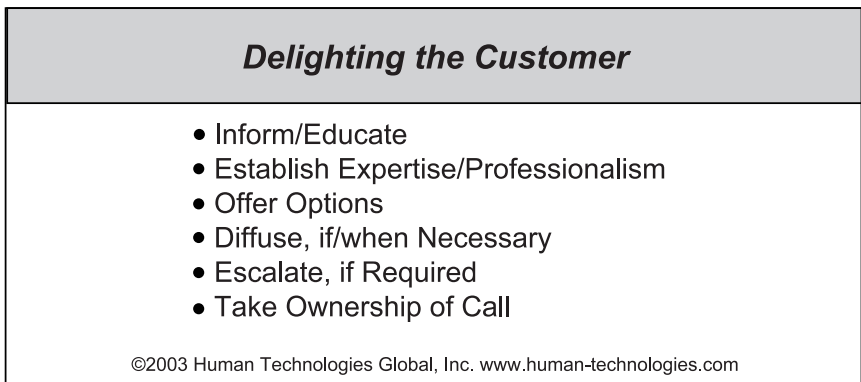 Delighting the Customer
• Inform/Educate
• Establish Expertise/Professionalism
• Offer Options
• Diffuse, if/when Necessary
• Escalate, if Required
• Take Ownership of Call
©2003 Human Technologies Global, Inc. www.human-technologies.com